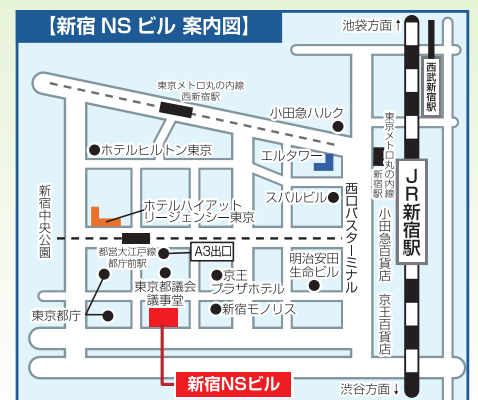 【新宿 NS ビル 案内図】
池袋方面↑
西武新宿駅
東京メトロ丸の内線
西新宿駅
小田急ハルク
東京メトロ丸の内線
新宿駅
ホテルヒルトン東京
エルタワー
JR新宿駅
スバルビル
西口バスターミナル
新宿中央公園
ホテルハイアット
リージェンシー東京
小田急百貨店
都営大江戸線
都庁前駅
A3出口
明治安田
生命ビル
東京都議会
議事堂
京王
プラザホテル
京王百貨店
東京都庁
新宿モノリス
新宿NSビル
渋谷方面↓